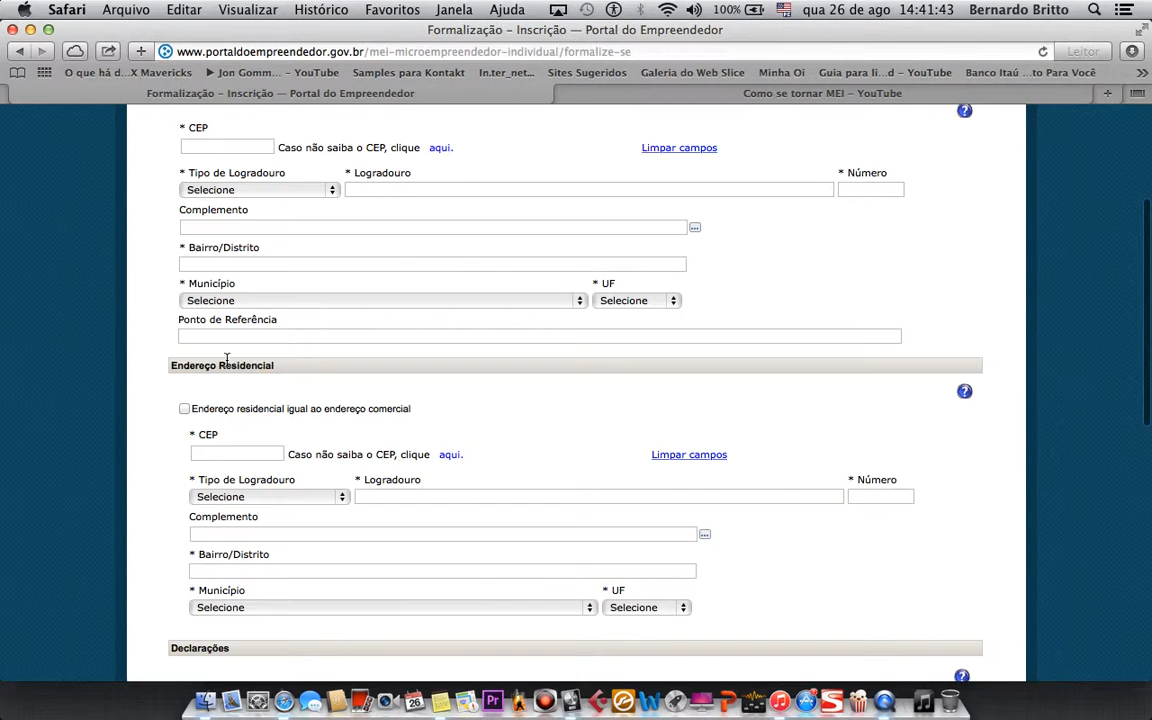 Safari Arquivo Editar Visualizar Histórico Favoritos Janela Ajuda 100% qua 26 de ago 14:41:43 Bernardo Britto
Formalização – Inscrição — Portal do Empreendedor
www.portaldoempreendedor.gov.br/mei-microempreendedor-individual/formalize-se Leitor
O que há d...X Mavericks ▶ Jon Gomm... – YouTube Samples para Kontakt In.ter_net... Sites Sugeridos Galeria do Web Slice Minha Oi Guia para li...d – YouTube Banco Itaú ...to Para Você
Formalização – Inscrição — Portal do Empreendedor Como se tornar MEI – YouTube
* CEP
Caso não saiba o CEP, clique aqui. Limpar campos
* Tipo de Logradouro * Logradouro * Número
Selecione
Complemento
...
* Bairro/Distrito
* Município * UF
Selecione Selecione
Ponto de Referência
Endereço Residencial
?
Endereço residencial igual ao endereço comercial
* CEP
Caso não saiba o CEP, clique aqui. Limpar campos
* Tipo de Logradouro * Logradouro * Número
Selecione
Complemento
...
* Bairro/Distrito
* Município * UF
Selecione Selecione
Declarações